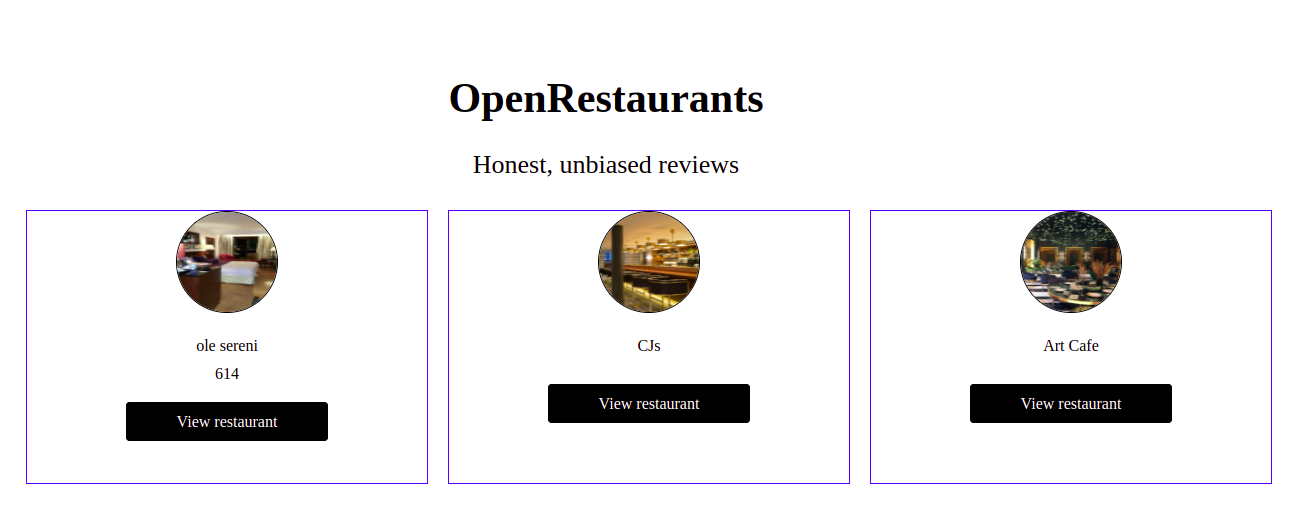 OpenRestaurants
Honest, unbiased reviews
ole sereni
614
View restaurant
CJs
View restaurant
Art Cafe
View restaurant